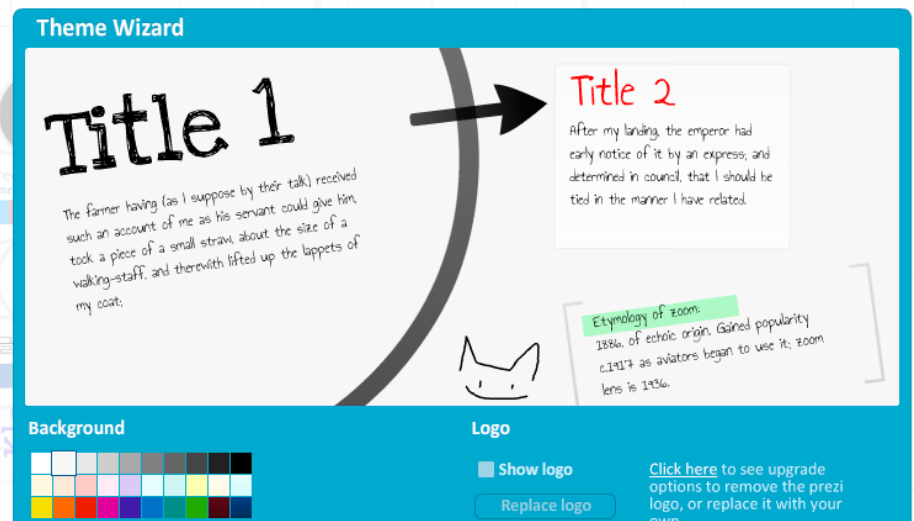 Theme Wizard
Title 1
The farmer having (as I suppose by their talk) received
such an account of me as his servant could give him,
took a piece of a small straw, about the size of a
walking-staff, and therewith lifted up the lappets of
my coat;
Title 2
After my landing, the emperor had
early notice of it by an express; and
determined in council, that I should be
tied in the manner I have related.
Etymology of zoom:
1886, of echoic origin. Gained popularity
c.1917 as aviators began to use it; zoom
lens is 1936.
Background
Logo
Show logo
Replace logo
Click here to see upgrade
options to remove the prezi
logo, or replace it with your
own.